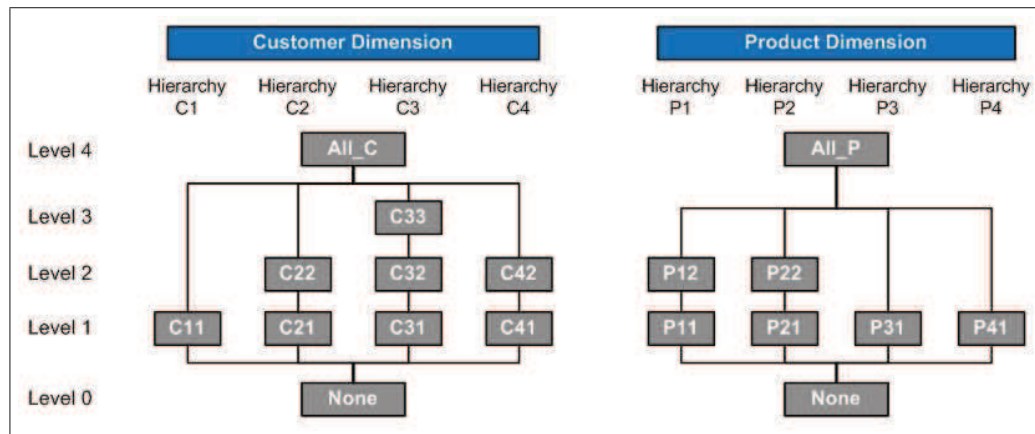 Customer Dimension Product Dimension
Hierarchy Hierarchy Hierarchy Hierarchy Hierarchy Hierarchy Hierarchy Hierarchy
C1 C2 C3 C4 P1 P2 P3 P4
Level 4 All_C All_P
Level 3 C33
Level 2 C22 C32 C42 P12 P22
Level 1 C11 C21 C31 C41 P11 P21 P31 P41
Level 0 None None